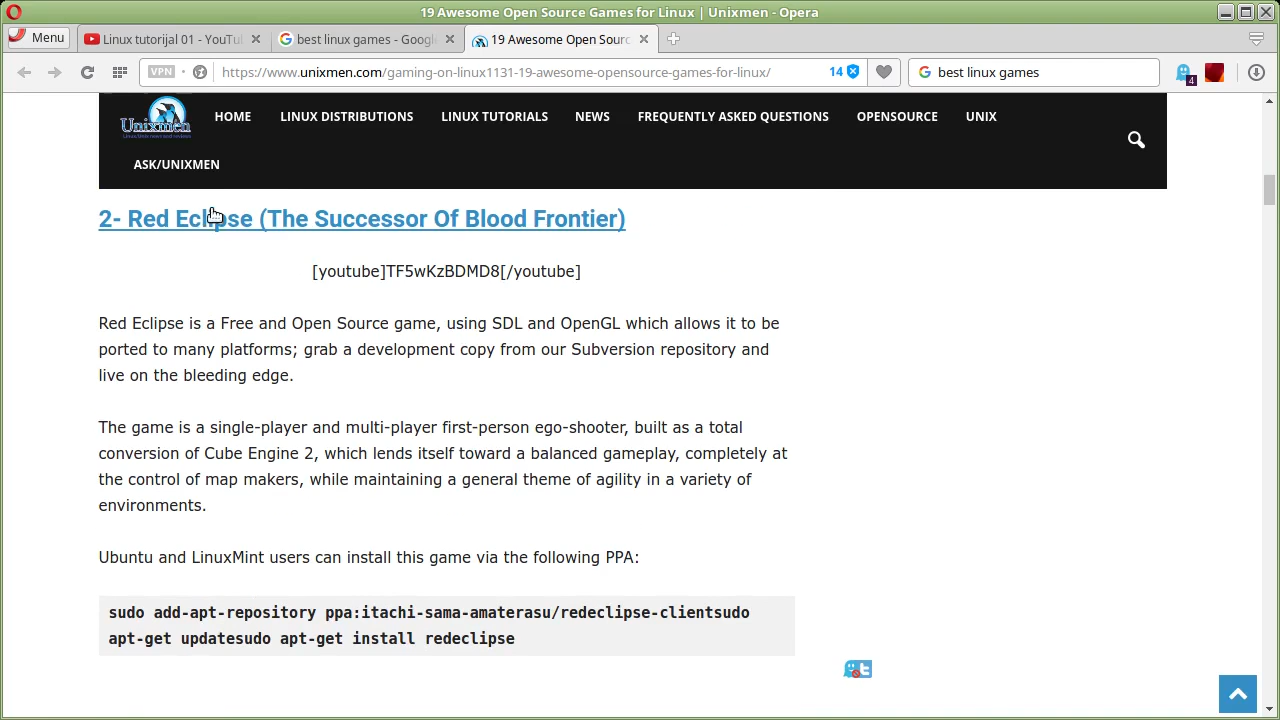 19 Awesome Open Source Games for Linux | Unixmen - Opera
Menu
Linux tutorijal 01 - YouTu
best linux games - Googl
19 Awesome Open Sourc
VPN
https://www.unixmen.com/gaming-on-linux1131-19-awesome-opensource-games-for-linux/
14
best linux games
4
Unixmen
HOME
LINUX DISTRIBUTIONS
LINUX TUTORIALS
NEWS
FREQUENTLY ASKED QUESTIONS
OPENSOURCE
UNIX
ASK/UNIXMEN
2- Red Eclipse (The Successor Of Blood Frontier)
[youtube]TF5wKzBDMD8[/youtube]
Red Eclipse is a Free and Open Source game, using SDL and OpenGL which allows it to be
ported to many platforms; grab a development copy from our Subversion repository and
live on the bleeding edge.
The game is a single-player and multi-player first-person ego-shooter, built as a total
conversion of Cube Engine 2, which lends itself toward a balanced gameplay, completely at
the control of map makers, while maintaining a general theme of agility in a variety of
environments.
Ubuntu and LinuxMint users can install this game via the following PPA:
sudo add-apt-repository ppa:itachi-sama-amaterasu/redeclipse-clientsudo
apt-get updatesudo apt-get install redeclipse